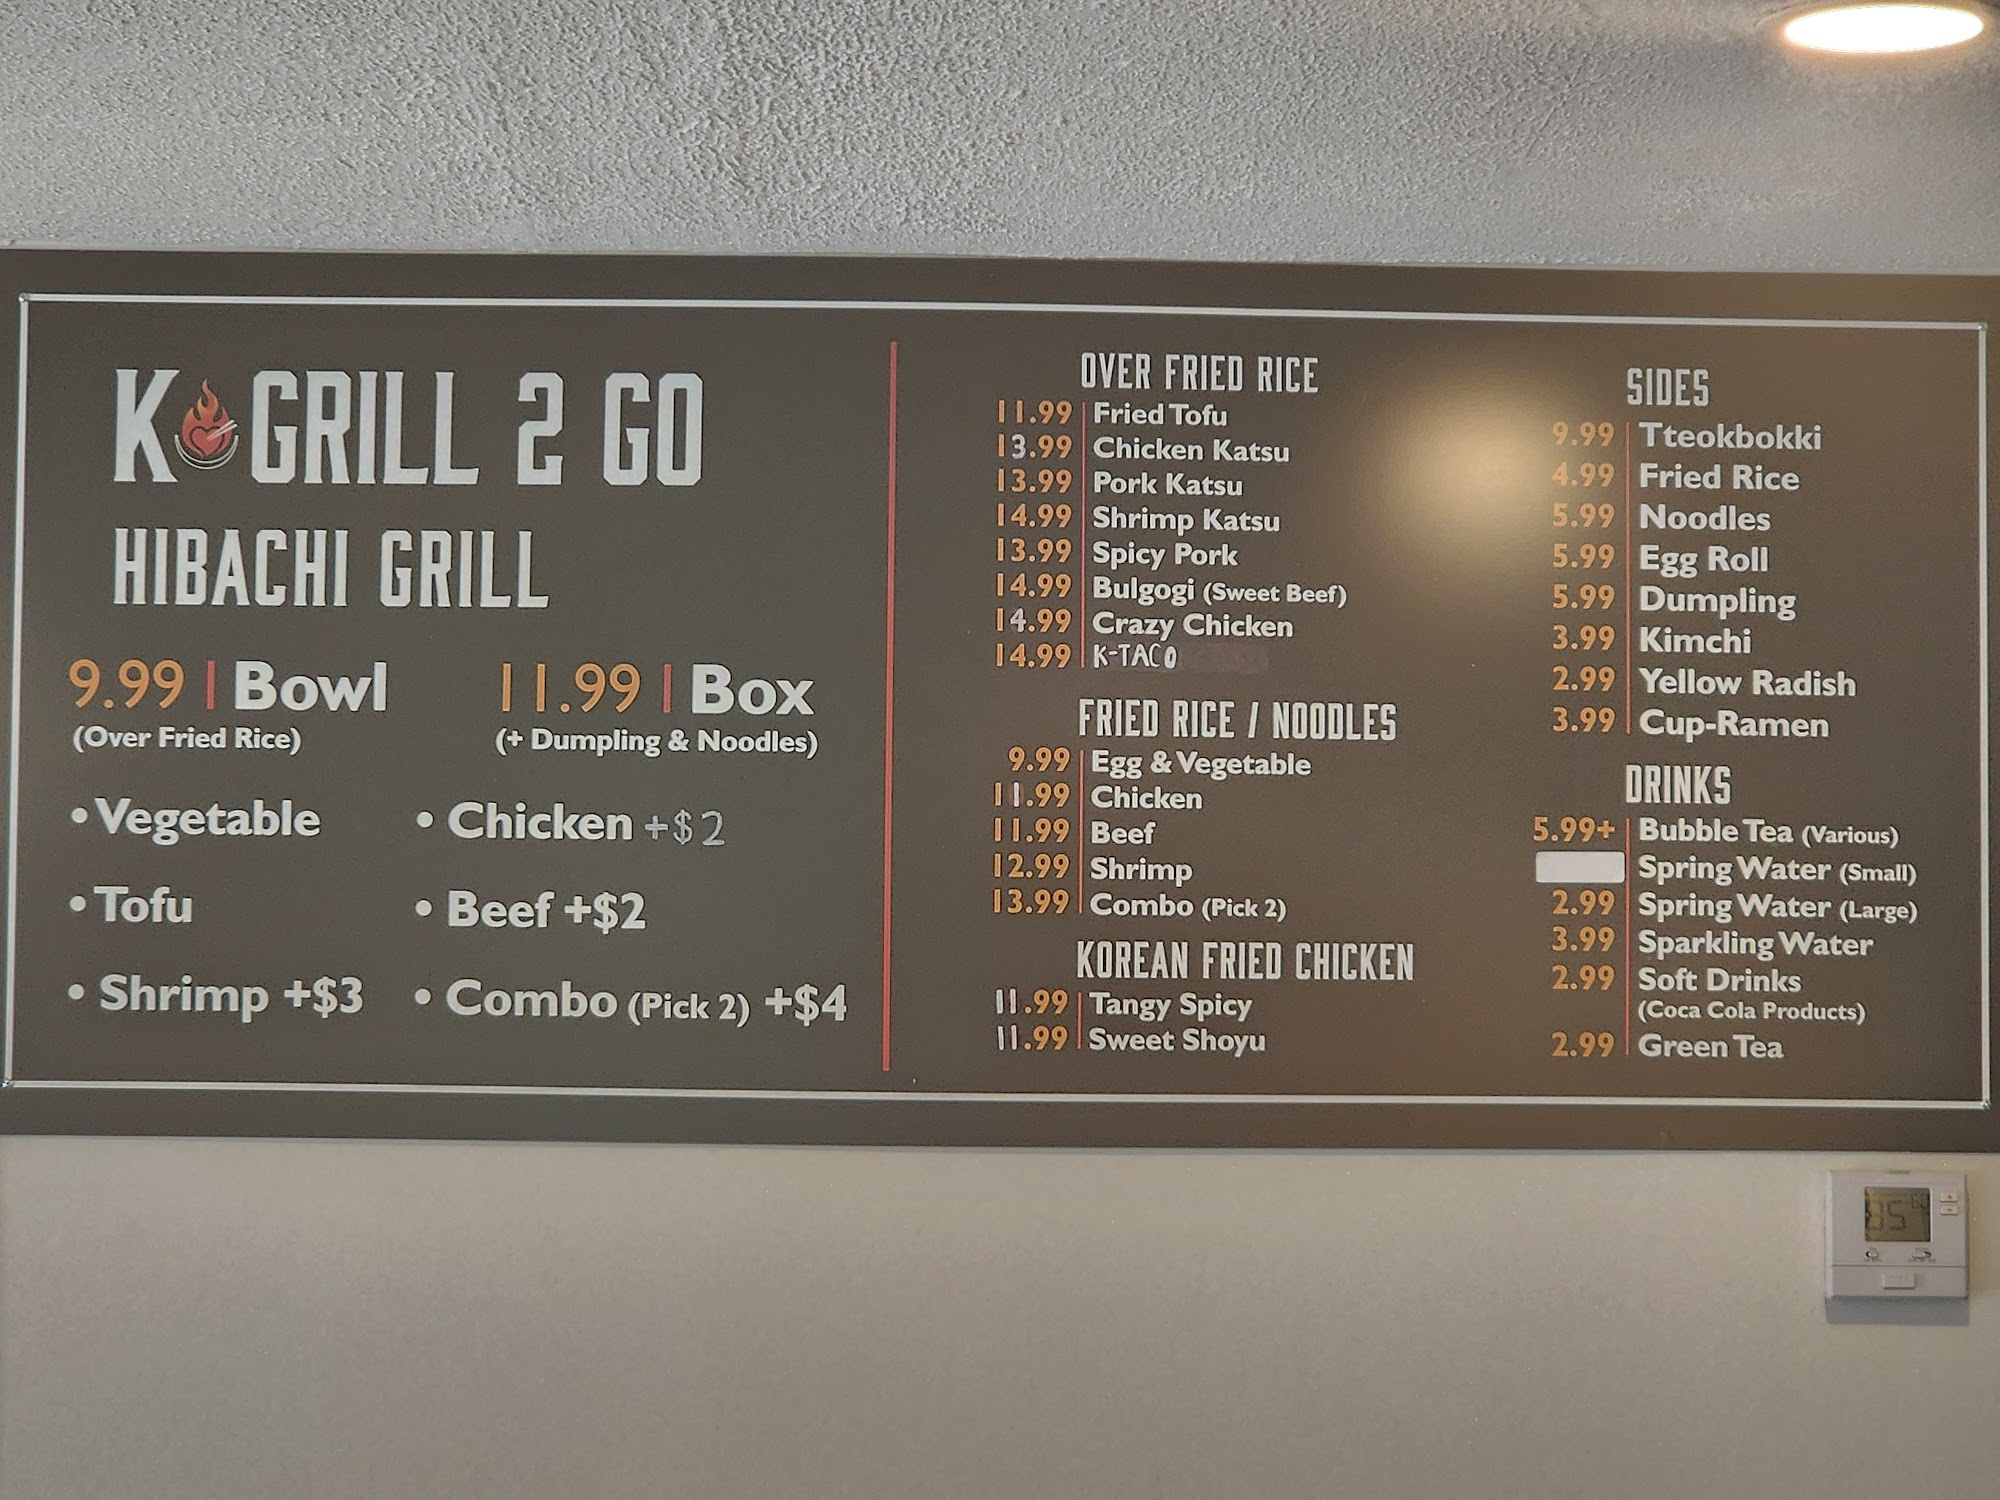 K GRILL 2 GO
HIBACHI GRILL
9.99 | Bowl
(Over Fried Rice)
11.99 | Box
(+ Dumpling & Noodles)
• Vegetable
• Chicken +$2
• Tofu
• Beef +$2
• Shrimp +$3
• Combo (Pick 2) +$4
OVER FRIED RICE
11.99 Fried Tofu
13.99 Chicken Katsu
13.99 Pork Katsu
14.99 Shrimp Katsu
13.99 Spicy Pork
14.99 Bulgogi (Sweet Beef)
14.99 Crazy Chicken
14.99 K-TACO
FRIED RICE / NOODLES
9.99 Egg & Vegetable
11.99 Chicken
11.99 Beef
12.99 Shrimp
13.99 Combo (Pick 2)
KOREAN FRIED CHICKEN
11.99 Tangy Spicy
11.99 Sweet Shoyu
SIDES
9.99 Tteokbokki
4.99 Fried Rice
5.99 Noodles
5.99 Egg Roll
5.99 Dumpling
3.99 Kimchi
2.99 Yellow Radish
3.99 Cup-Ramen
DRINKS
5.99+ Bubble Tea (Various)
Spring Water (Small)
2.99 Spring Water (Large)
3.99 Sparkling Water
2.99 Soft Drinks
(Coca Cola Products)
2.99 Green Tea
85